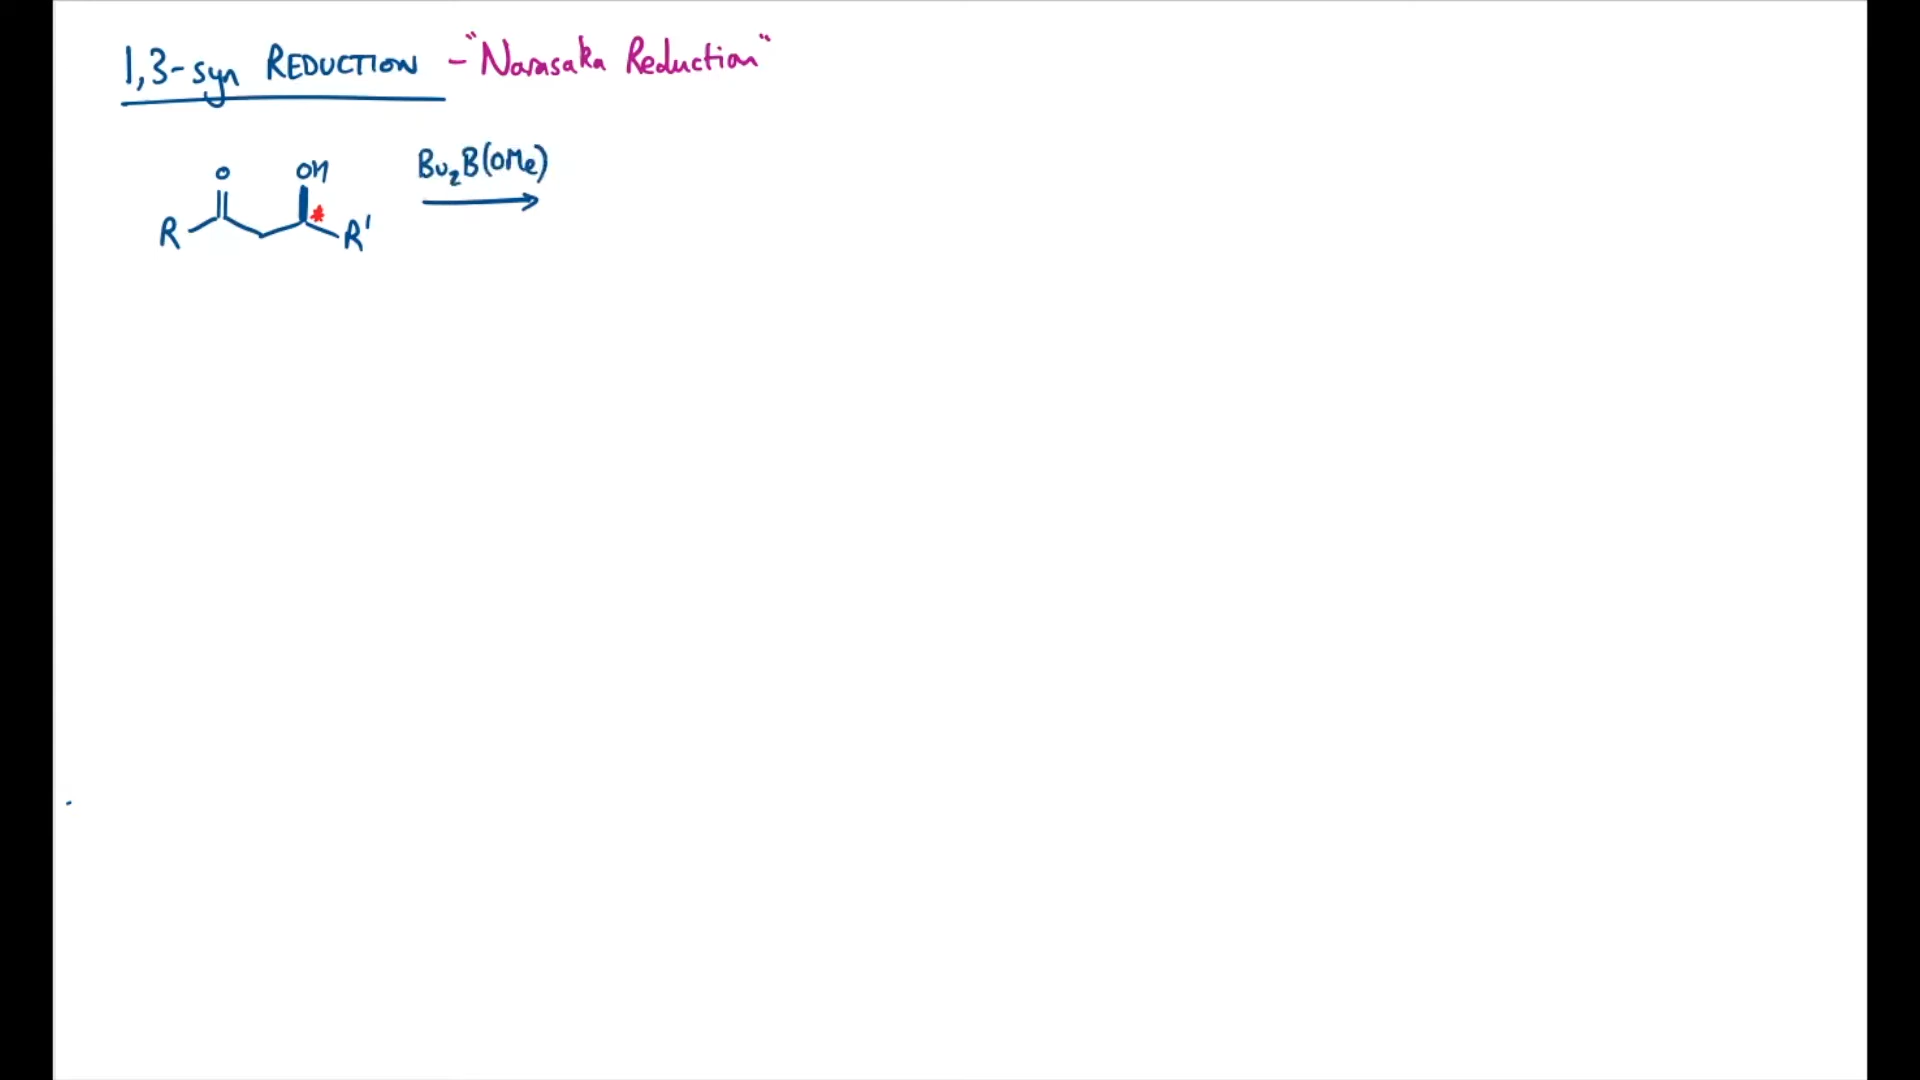 1,3-syn REDUCTION - "Narasaka Reduction"
O OH Bu₂B(OMe)
R * R'